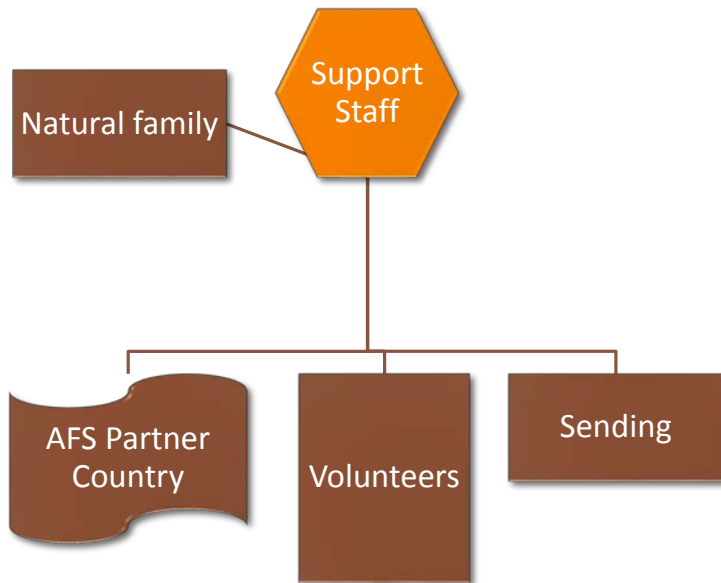 Support
Staff
Natural family
AFS Partner
Country
Volunteers
Sending